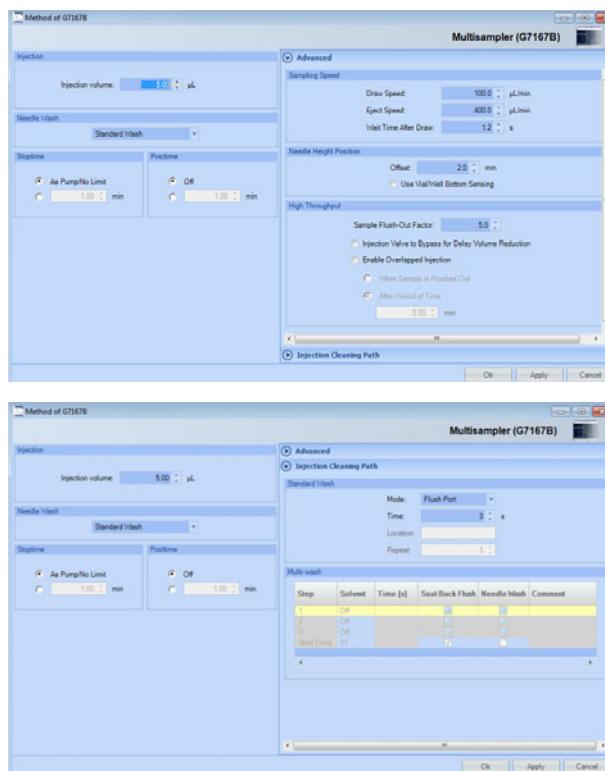 Method of G7167B
Multisampler (G7167B)
Injection
Injection volume: 5.00 µL
Needle Wash
Standard Wash
Stoptime
Posttime
As Pump/No Limit
Off
1.00 min
1.00 min
Advanced
Sampling Speed
Draw Speed: 100.0 µL/min
Eject Speed: 400.0 µL/min
Wait Time After Draw: 1.2 s
Needle Height Position
Offset: 2.0 mm
Use Vial/Well Bottom Sensing
High Throughput
Sample Flush-Out Factor: 5.0
Injection Valve to Bypass for Delay Volume Reduction
Enable Overlapped Injection
When Sample is Flushed Out
After Period of Time
0.00 min
Injection Cleaning Path
Ok Apply Cancel
Method of G7167B
Multisampler (G7167B)
Injection
Injection volume: 5.00 µL
Needle Wash
Standard Wash
Stoptime
Posttime
As Pump/No Limit
Off
1.00 min
1.00 min
Advanced
Injection Cleaning Path
Standard Wash
Mode: Flush Port
Time: 3 s
Location:
Repeat: 3
Multi-wash
Step Solvent Time [s] Seat Back Flush Needle Wash Comment
1 Off
2 Off
3 Off
Start Cond. S1
Ok Apply Cancel